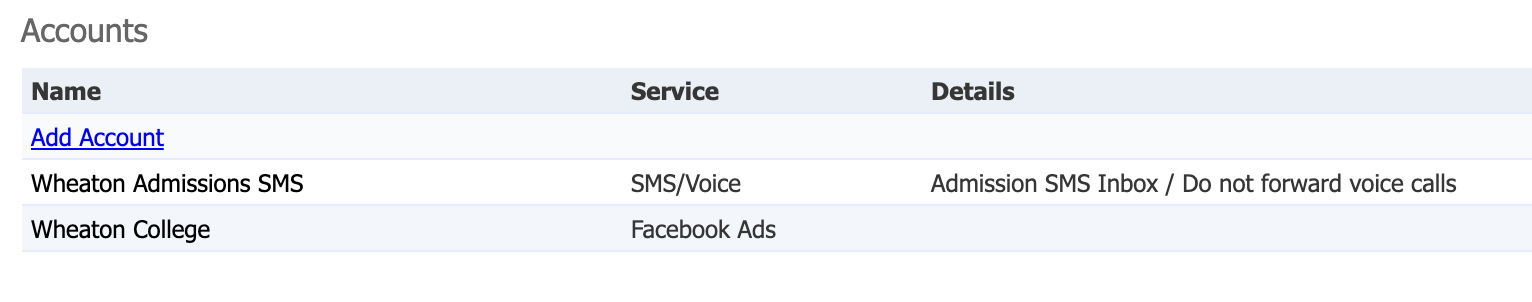 Accounts
Name Service Details
Add Account
Wheaton Admissions SMS SMS/Voice Admission SMS Inbox / Do not forward voice calls
Wheaton College Facebook Ads